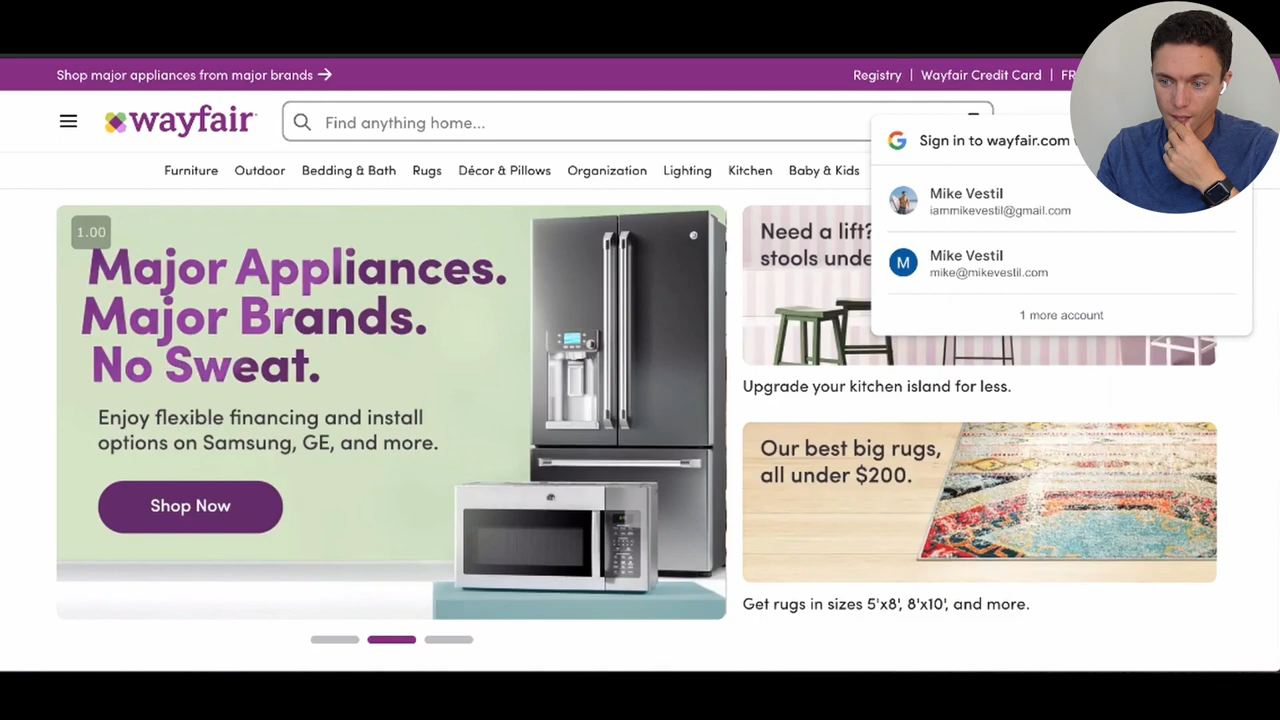 Shop major appliances from major brands →
Registry | Wayfair Credit Card | FR
wayfair
Find anything home...
Furniture Outdoor Bedding & Bath Rugs Décor & Pillows Organization Lighting Kitchen Baby & Kids
Sign in to wayfair.com
Mike Vestil
iammikevestil@gmail.com
M
Mike Vestil
mike@mikevestil.com
1 more account
1.00
Major Appliances.
Major Brands.
No Sweat.
Enjoy flexible financing and install
options on Samsung, GE, and more.
Shop Now
Need a lift?
stools unde
Upgrade your kitchen island for less.
Our best big rugs,
all under $200.
Get rugs in sizes 5'x8', 8'x10', and more.